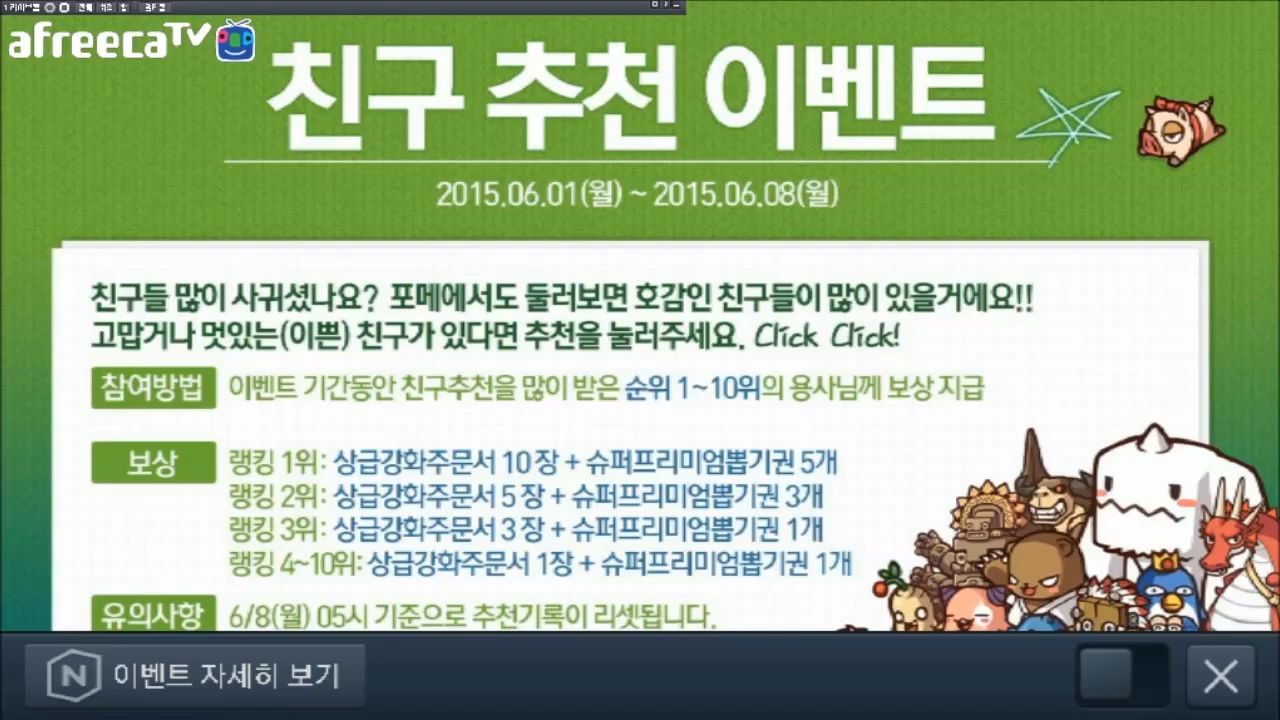 afreecaTV
친구 추천 이벤트
2015.06.01(월) ~ 2015.06.08(월)
친구들 많이 사귀셨나요? 포메에서도 둘러보면 호감인 친구들이 많이 있을거에요!!
고맙거나 멋있는(이쁜) 친구가 있다면 추천을 눌러주세요. Click Click!
참여방법 이벤트 기간동안 친구추천을 많이 받은 순위 1~10위의 용사님께 보상 지급
보상 랭킹 1위: 상급강화주문서 10장 + 슈퍼프리미엄뽑기권 5개
랭킹 2위: 상급강화주문서 5장 + 슈퍼프리미엄뽑기권 3개
랭킹 3위: 상급강화주문서 3장 + 슈퍼프리미엄뽑기권 1개
랭킹 4~10위: 상급강화주문서 1장 + 슈퍼프리미엄뽑기권 1개
유의사항 6/8(월) 05시 기준으로 추천기록이 리셋됩니다.
N 이벤트 자세히 보기